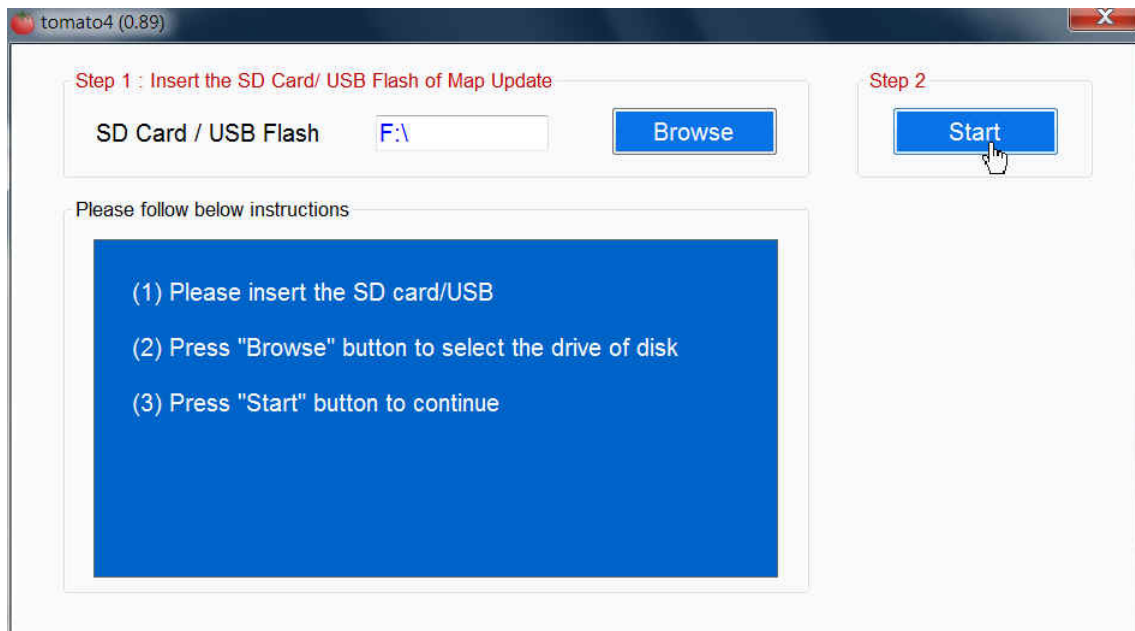 tomato4 (0.89)
Step 1 : Insert the SD Card/ USB Flash of Map Update
SD Card / USB Flash
F:\
Browse
Step 2
Start
Please follow below instructions
(1) Please insert the SD card/USB
(2) Press "Browse" button to select the drive of disk
(3) Press "Start" button to continue